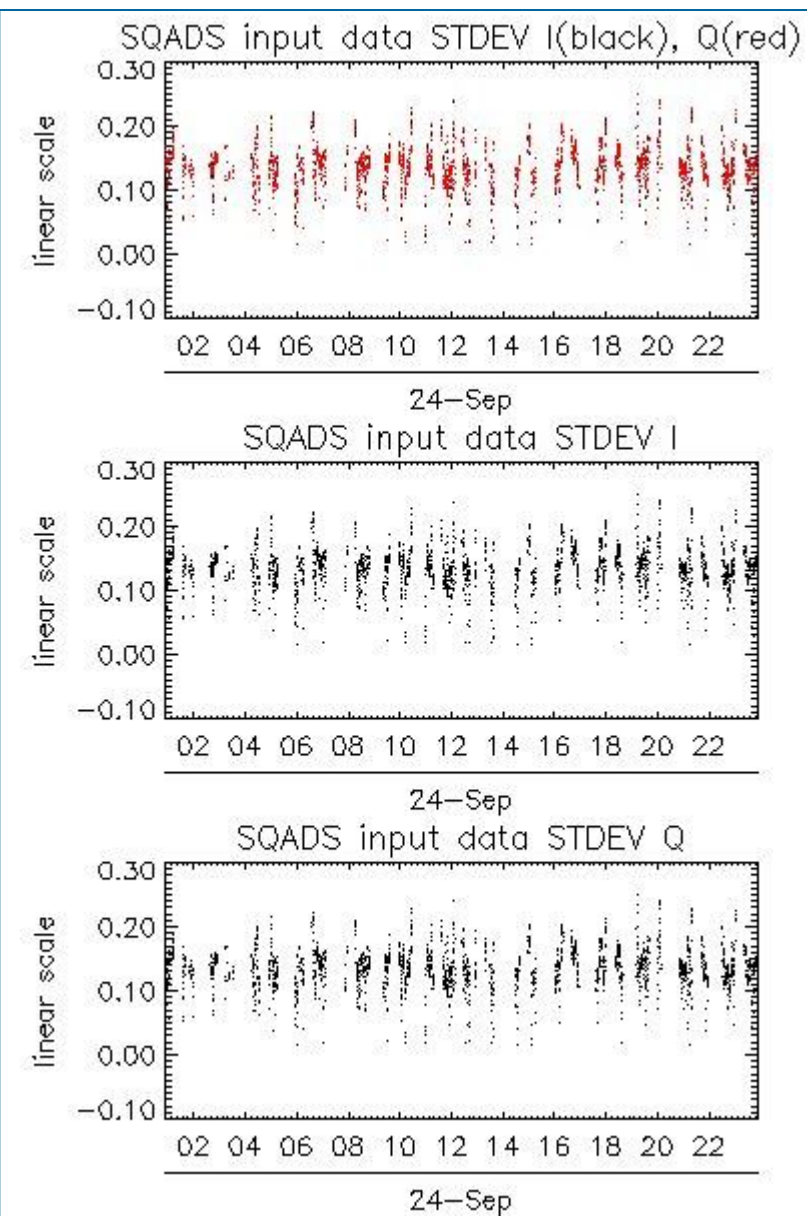 SQADS input data STDEV I(black), Q(red)
0.30
0.20
0.10
0.00
-0.10
linear scale
02 04 06 08 10 12 14 16 18 20 22
24-Sep
SQADS input data STDEV I
0.30
0.20
0.10
0.00
-0.10
linear scale
02 04 06 08 10 12 14 16 18 20 22
24-Sep
SQADS input data STDEV Q
0.30
0.20
0.10
0.00
-0.10
linear scale
02 04 06 08 10 12 14 16 18 20 22
24-Sep